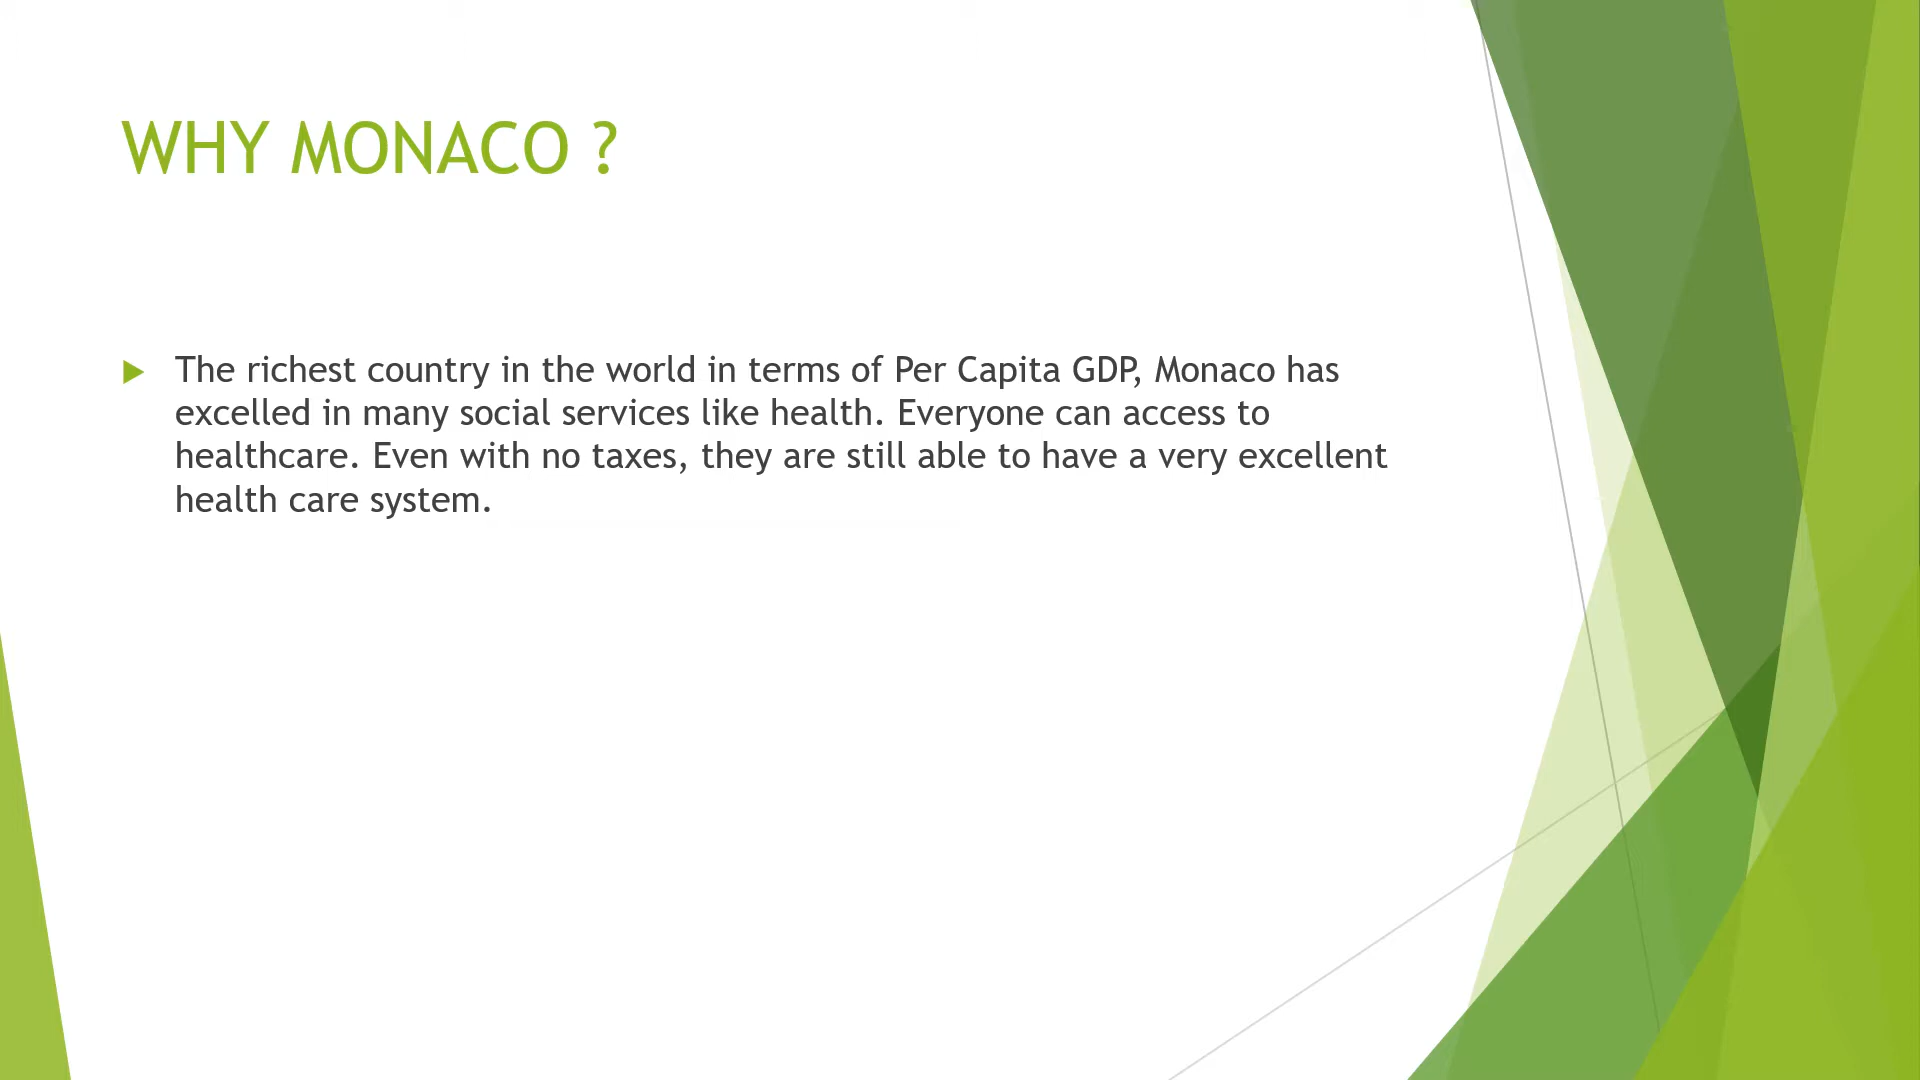 WHY MONACO ?
The richest country in the world in terms of Per Capita GDP, Monaco has
excelled in many social services like health. Everyone can access to
healthcare. Even with no taxes, they are still able to have a very excellent
health care system.